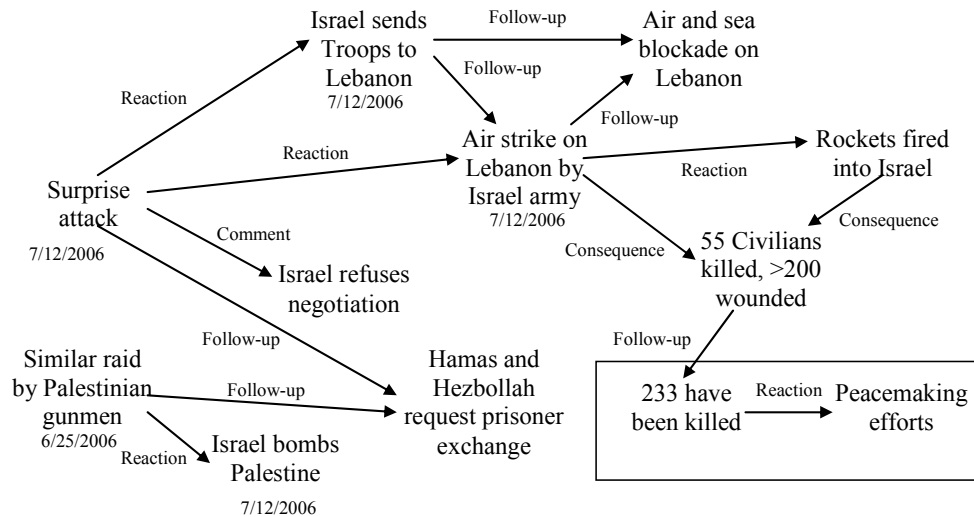 Israel sends
Troops to
Lebanon
7/12/2006
Follow-up
Air and sea
blockade on
Lebanon
Follow-up
Reaction
Follow-up
Air strike on
Lebanon by
Israel army
7/12/2006
Reaction
Reaction
Rockets fired
into Israel
Surprise
attack
7/12/2006
Comment
Consequence
Consequence
55 Civilians
killed, >200
wounded
Israel refuses
negotiation
Follow-up
Follow-up
Similar raid
by Palestinian
gunmen
6/25/2006
Follow-up
Hamas and
Hezbollah
request prisoner
exchange
233 have
been killed
Reaction
Peacemaking
efforts
Reaction
Israel bombs
Palestine
7/12/2006